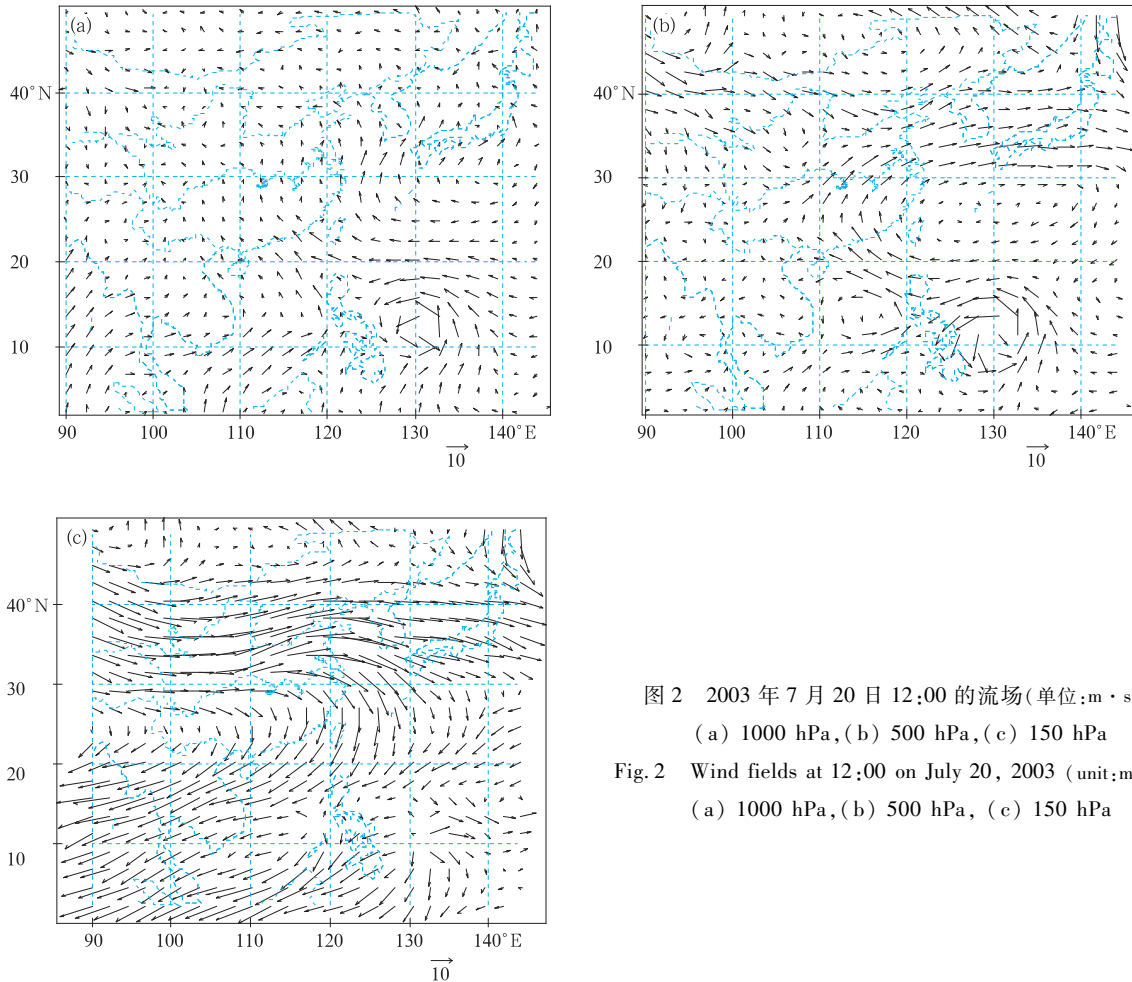 (a)
40°N
30
20
10
90 100 110 120 130 140°E
10
(b)
40°N
30
20
10
90 100 110 120 130 140°E
10
(c)
40°N
30
20
10
90 100 110 120 130 140°E
10
图 2 2003 年 7 月 20 日 12:00 的流场(单位:m·s
(a) 1000 hPa,(b) 500 hPa,(c) 150 hPa
Fig.2 Wind fields at 12:00 on July 20, 2003 (unit:m
(a) 1000 hPa,(b) 500 hPa, (c) 150 hPa